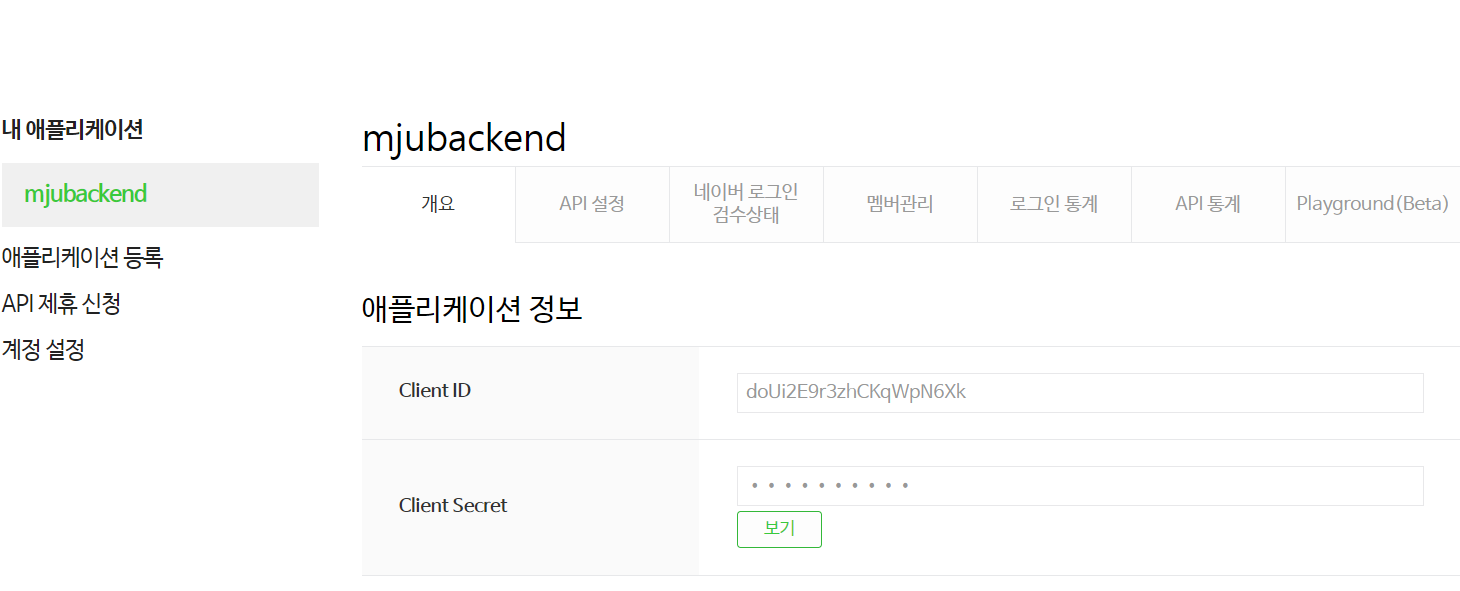 내 애플리케이션
mjubackend
애플리케이션 등록
API 제휴 신청
계정 설정
mjubackend
개요
API 설정
네이버 로그인
검수상태
멤버관리
로그인 통계
API 통계
Playground(Beta)
애플리케이션 정보
Client ID
doUi2E9r3zhCKqWpN6Xk
Client Secret
••••••••••
보기